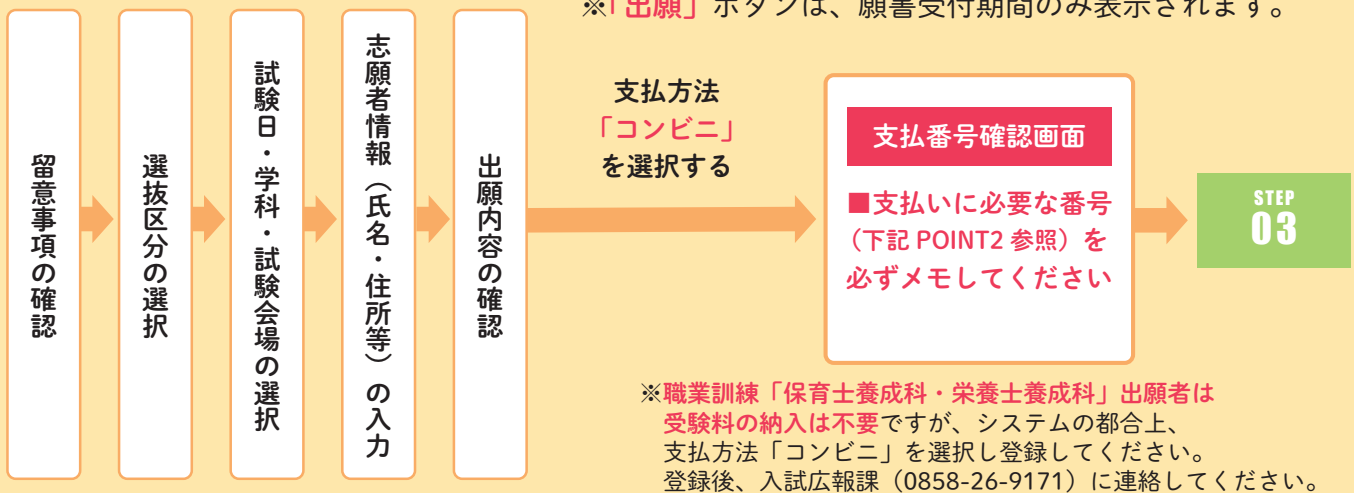 ※「出願」ボタンは、願書受付期間のみ表示されます。
留意事項の確認
選抜区分の選択
試験日・学科・試験会場の選択
志願者情報（氏名・住所等）の入力
出願内容の確認
支払方法
「コンビニ」
を選択する
支払番号確認画面
■支払いに必要な番号
（下記 POINT2 参照）を
必ずメモしてください
STEP
03
※職業訓練「保育士養成科・栄養士養成科」出願者は
受験料の納入は不要ですが、システムの都合上、
支払方法「コンビニ」を選択し登録してください。
登録後、入試広報課（0858-26-9171）に連絡してください。